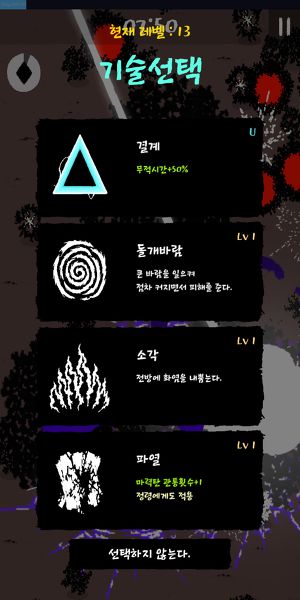 현재 레벨 : 13
07:50
기술선택
U
결계
무적시간+50%
Lv 1
돌개바람
큰 바람을 일으켜
점차 커지면서 피해를 준다.
Lv 1
소각
전방에 화염을 내뿜는다.
Lv 1
파열
마력탄 관통횟수+1
정령에게도 적용
선택하지 않는다.